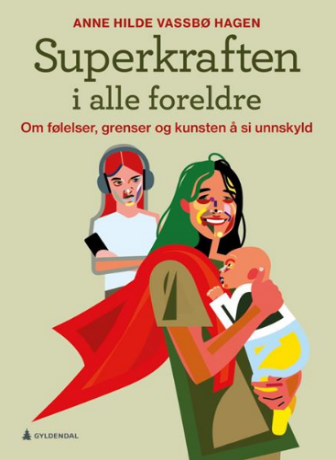 ANNE HILDE VASSBØ HAGEN
Superkraften
i alle foreldre
Om følelser, grenser og kunsten å si unnskyld
GYLDENDAL